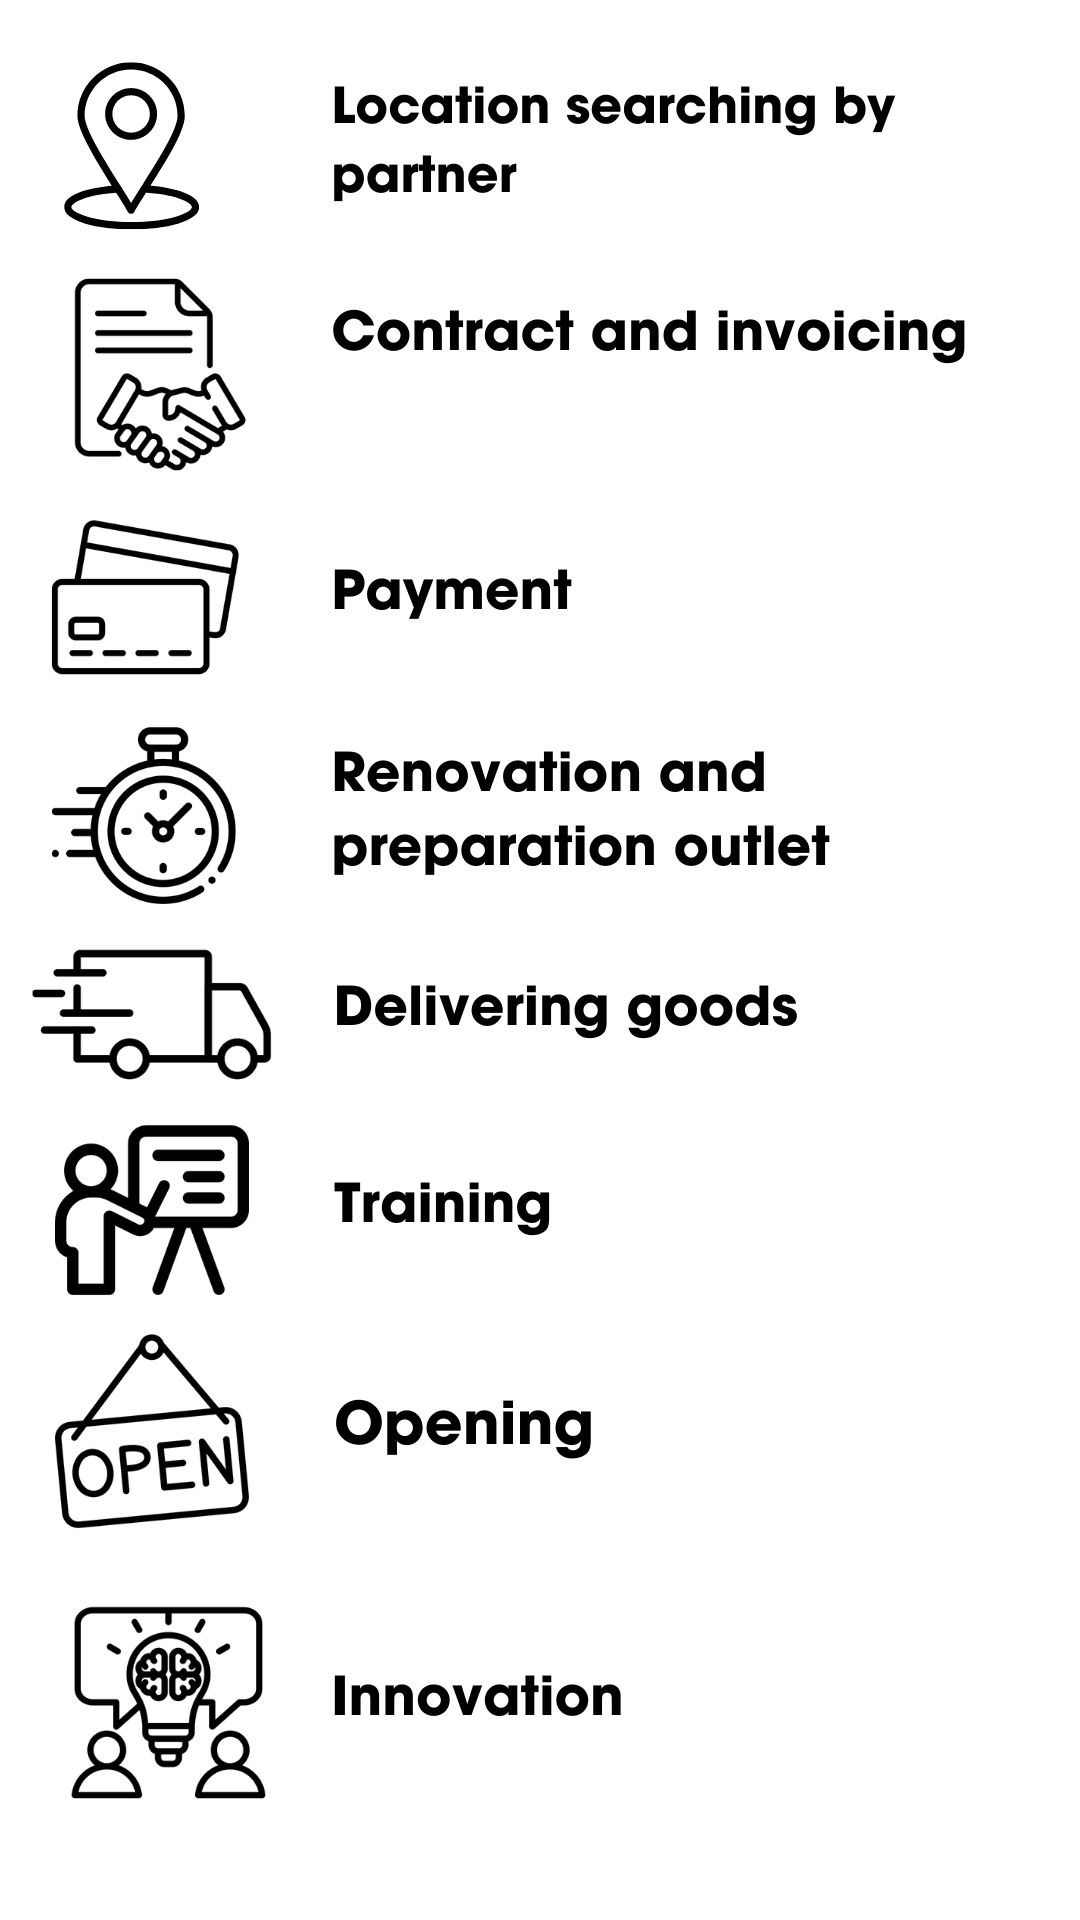 Location searching by
partner
Contract and invoicing
Payment
Renovation and
preparation outlet
Delivering goods
Training
OPEN
Opening
Innovation